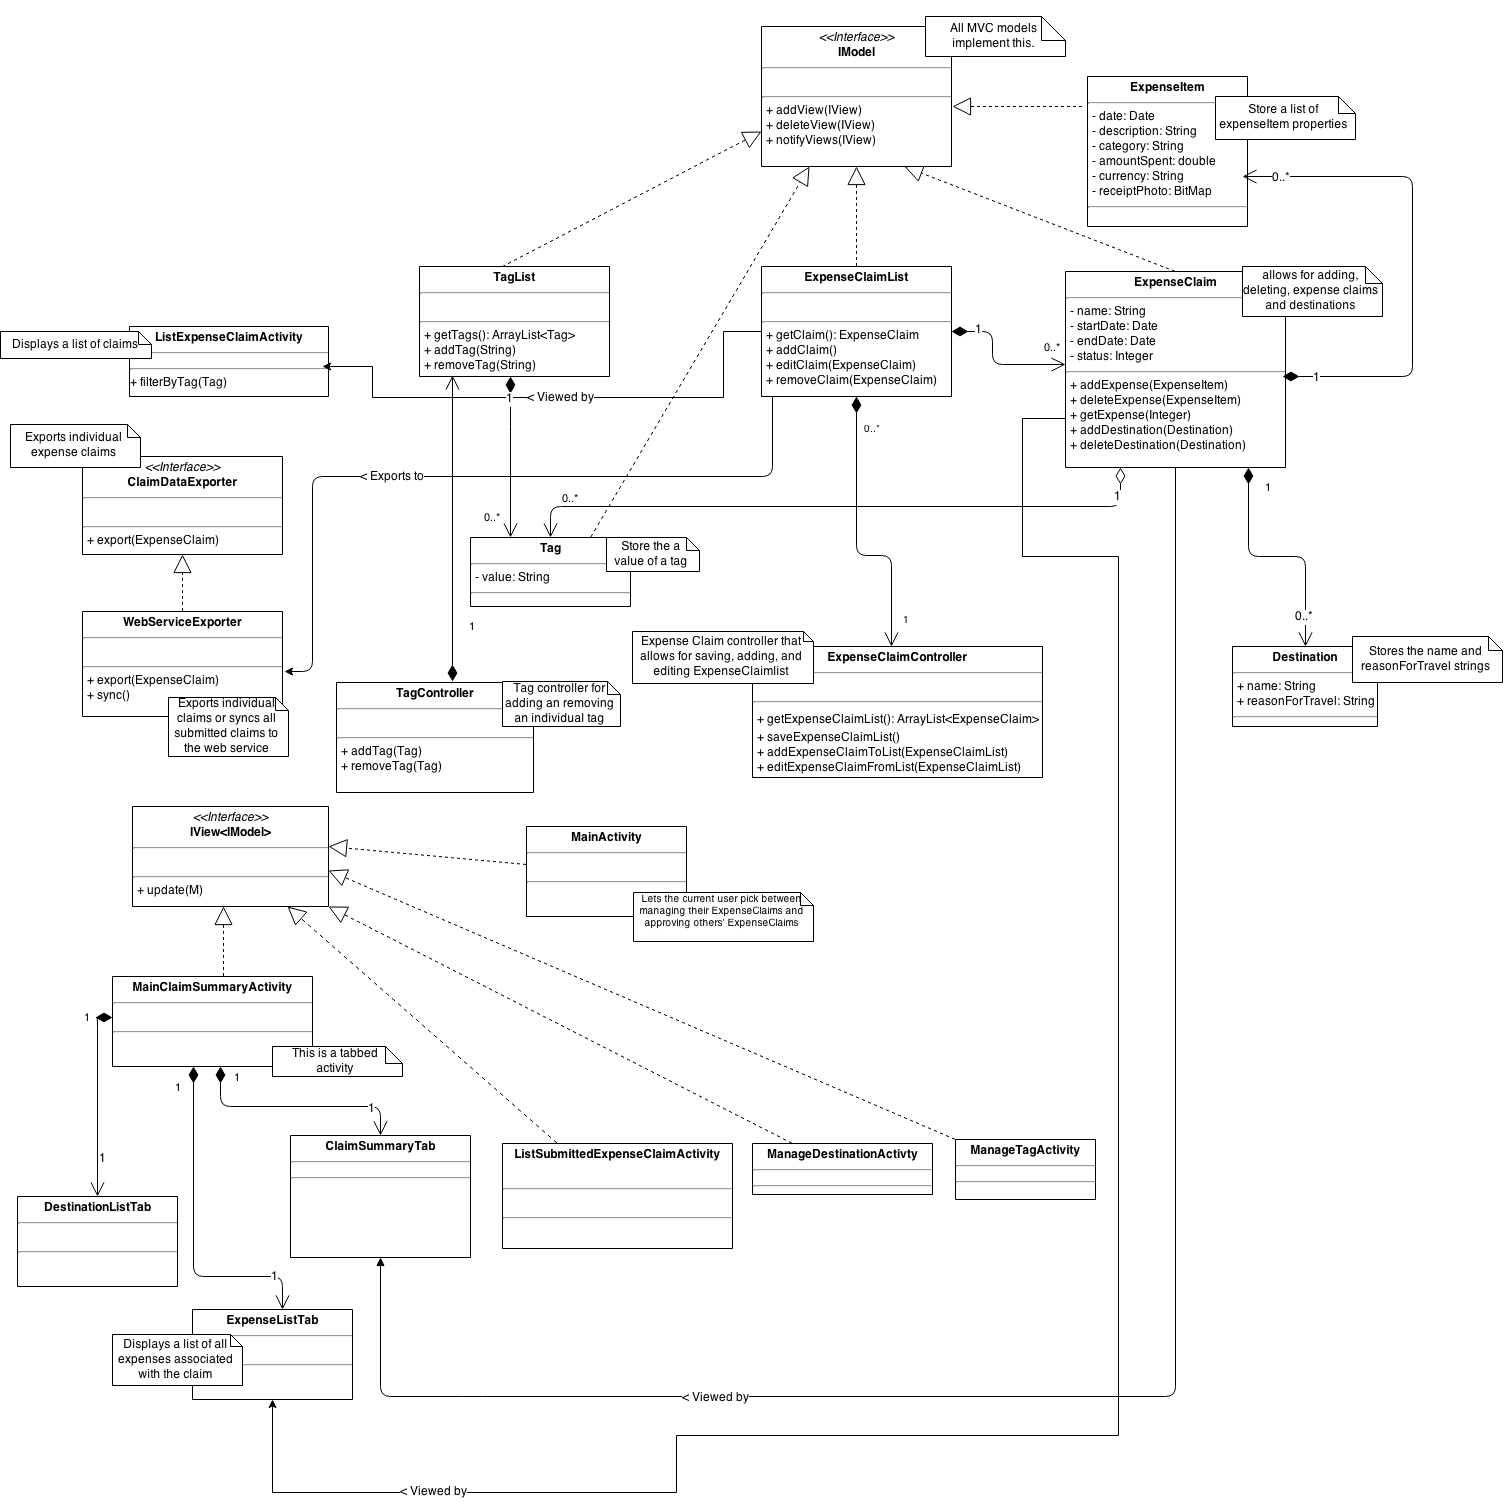 <<Interface>>
IModel
+ addView(IView)
+ deleteView(IView)
+ notifyViews(IView)
All MVC models
implement this.
ExpenseItem
- date: Date
- description: String
- category: String
- amountSpent: double
- currency: String
- receiptPhoto: BitMap
Store a list of
expenseItem properties
0..*
TagList
+ getTags(): ArrayList<Tag>
+ addTag(String)
+ removeTag(String)
ExpenseClaimList
+ getClaim(): ExpenseClaim
+ addClaim()
+ editClaim(ExpenseClaim)
+ removeClaim(ExpenseClaim)
1
0..*
ExpenseClaim
- name: String
- startDate: Date
- endDate: Date
- status: Integer
+ addExpense(ExpenseItem)
+ deleteExpense(ExpenseItem)
+ getExpense(Integer)
+ addDestination(Destination)
+ deleteDestination(Destination)
allows for adding,
deleting, expense claims
and destinations
1
ListExpenseClaimActivity
+ filterByTag(Tag)
Displays a list of claims
1
< Viewed by
0..*
Exports individual
expense claims
<<Interface>>
ClaimDataExporter
+ export(ExpenseClaim)
< Exports to
0..*
0..*
1
1
Tag
- value: String
Store the a
value of a tag
WebServiceExporter
+ export(ExpenseClaim)
+ sync()
Exports individual
claims or syncs all
submitted claims to
the web service
1
TagController
+ addTag(Tag)
+ removeTag(Tag)
Tag controller for
adding an removing
an individual tag
1
Expense Claim controller that
allows for saving, adding, and
editing ExpenseClaimlist
ExpenseClaimController
+ getExpenseClaimList(): ArrayList<ExpenseClaim>
+ saveExpenseClaimList()
+ addExpenseClaimToList(ExpenseClaimList)
+ editExpenseClaimFromList(ExpenseClaimList)
0..*
Destination
+ name: String
+ reasonForTravel: String
Stores the name and
reasonForTravel strings
<<Interface>>
IView<IModel>
+ update(M)
MainActivity
Lets the current user pick between
managing their ExpenseClaims and
approving others' ExpenseClaims
MainClaimSummaryActivity
This is a tabbed
activity
1
1
1
1
1
1
DestinationListTab
ClaimSummaryTab
ListSubmittedExpenseClaimActivity
ManageDestinationActivty
ManageTagActivity
ExpenseListTab
Displays a list of all
expenses associated
with the claim
< Viewed by
< Viewed by